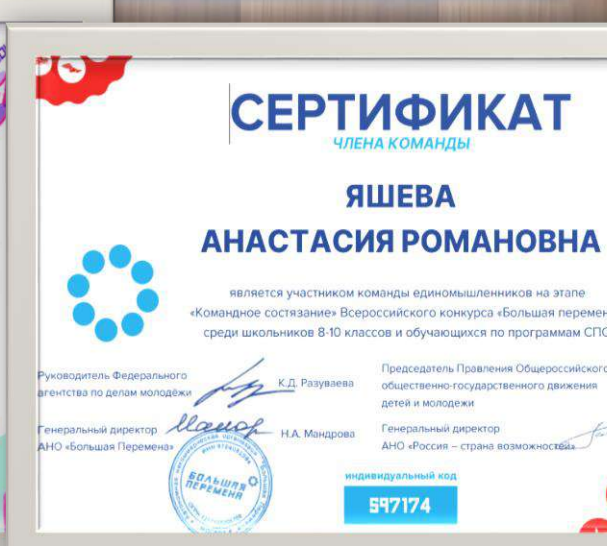 СЕРТИФИКАТ
ЧЛЕНА КОМАНДЫ
ЯШЕВА
АНАСТАСИЯ РОМАНОВНА
является участником команды единомышленников на этапе
«Командное состязание» Всероссийского конкурса «Большая перемен
среди школьников 8-10 классов и обучающихся по программам СПО
Руководитель Федерального
агентства по делам молодёжи
К.Д. Разуваева
Генеральный директор
АНО «Большая Перемена»
Н.А. Мандрова
Председатель Правления Общероссийского
общественно-государственного движения
детей и молодежи
Генеральный директор
АНО «Россия – страна возможностей»
БОЛЬШАЯ
ПЕРЕМЕНА
индивидуальный код
597174